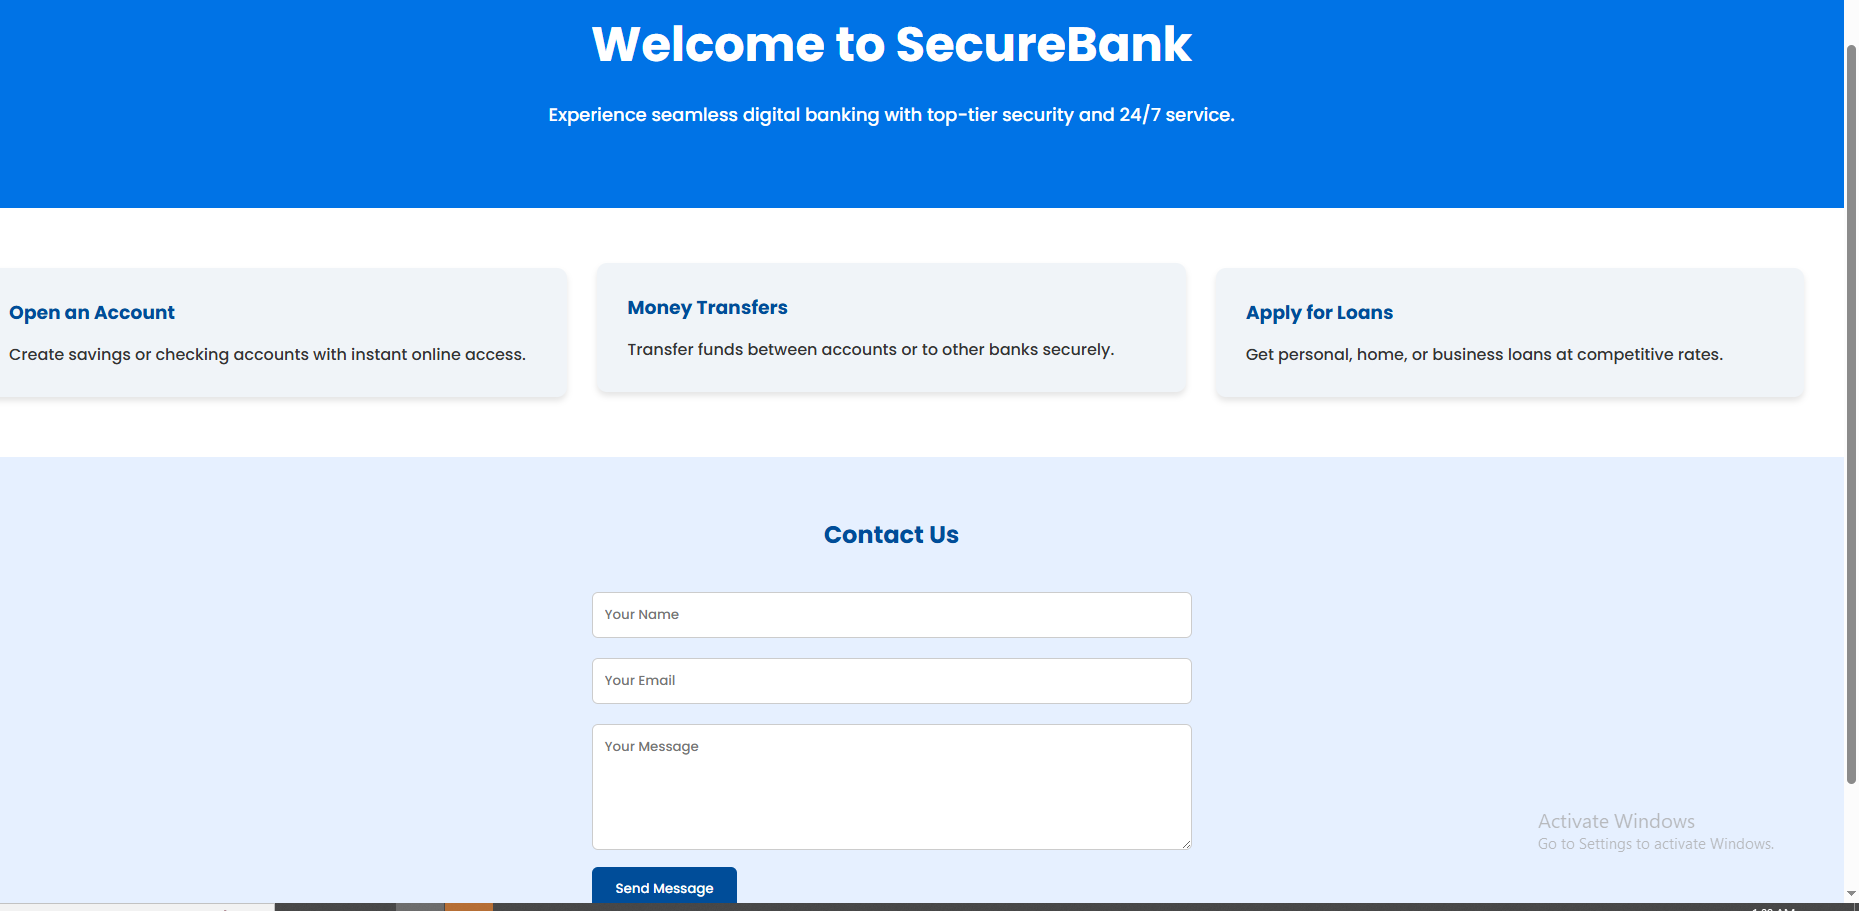 Welcome to SecureBank
Experience seamless digital banking with top-tier security and 24/7 service.
Open an Account
Create savings or checking accounts with instant online access.
Money Transfers
Transfer funds between accounts or to other banks securely.
Apply for Loans
Get personal, home, or business loans at competitive rates.
Contact Us
Your Name
Your Email
Your Message
Send Message
Activate Windows
Go to Settings to activate Windows.